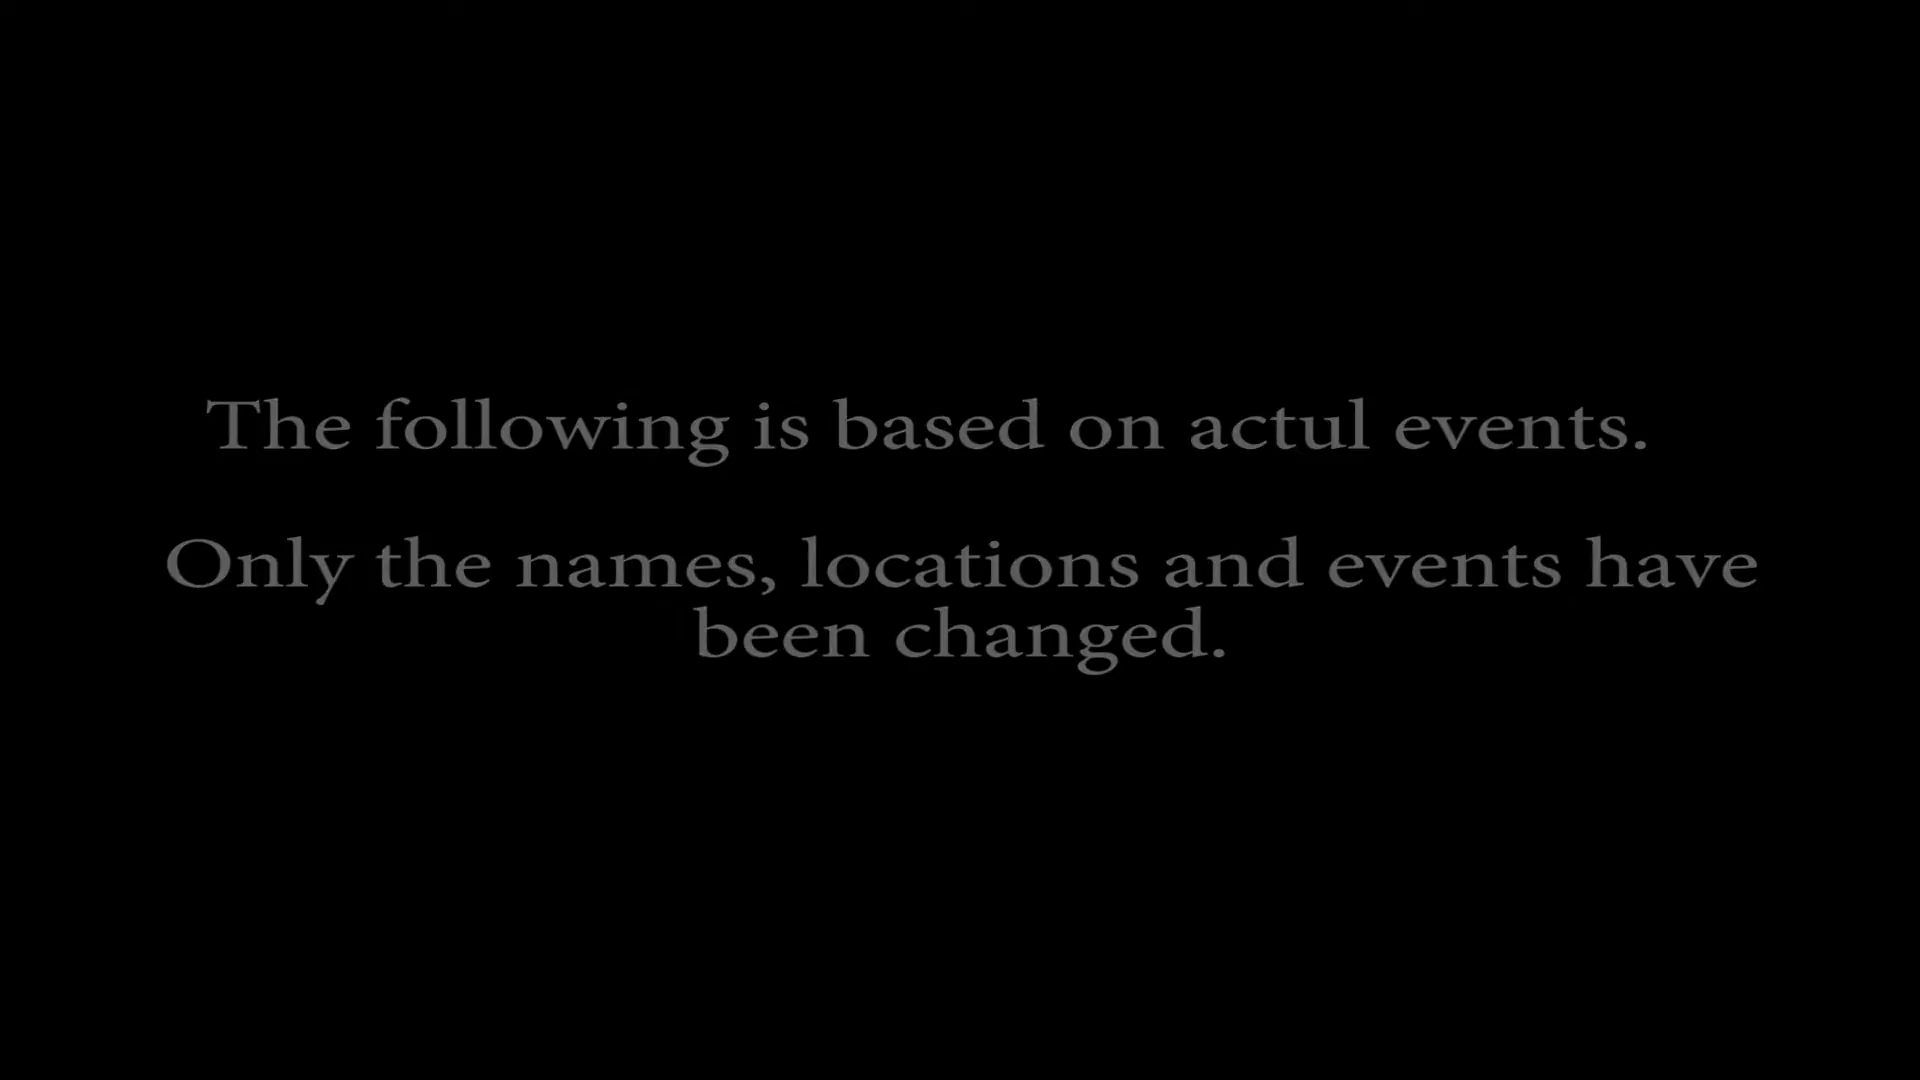 The following is based on actul events.
Only the names, locations and events have
been changed.